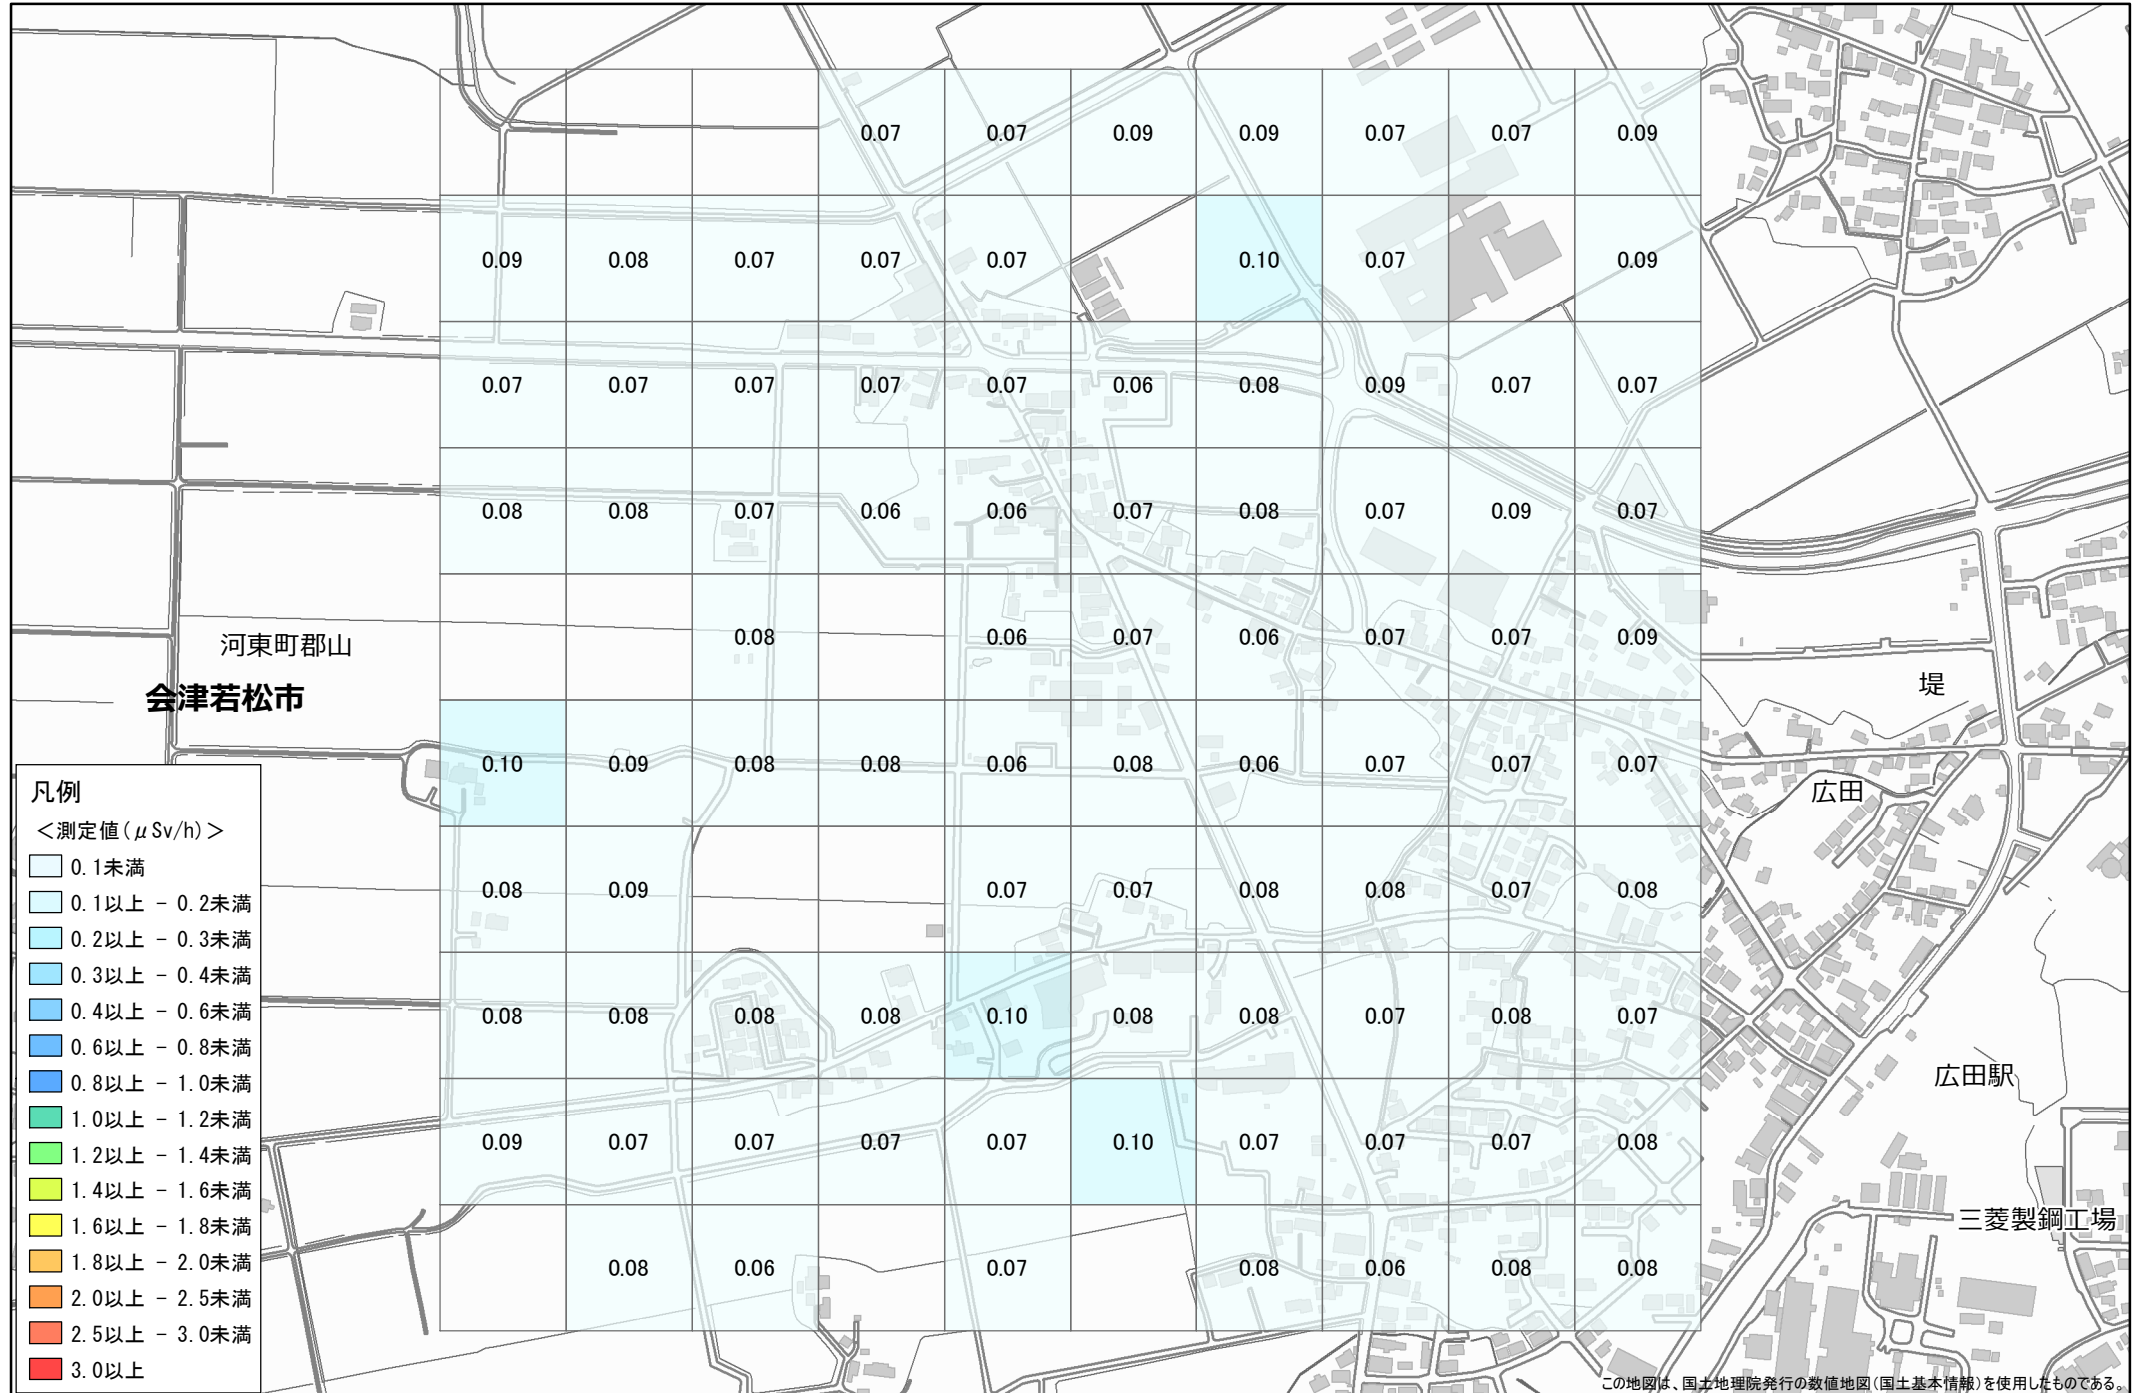 0.07 0.07 0.09 0.09 0.07 0.07 0.09
0.09 0.08 0.07 0.07 0.07 0.10 0.07 0.09
0.07 0.07 0.07 0.07 0.07 0.06 0.08 0.09 0.07 0.07
0.08 0.08 0.07 0.06 0.06 0.07 0.08 0.07 0.09 0.07
0.08 0.06 0.07 0.06 0.07 0.07 0.09
河東町郡山
会津若松市
堤
0.10 0.09 0.08 0.08 0.06 0.08 0.06 0.07 0.07 0.07
広田
0.08 0.09 0.07 0.07 0.08 0.08 0.07 0.08
0.08 0.08 0.08 0.08 0.10 0.08 0.08 0.07 0.08 0.07
広田駅
0.09 0.07 0.07 0.07 0.07 0.10 0.07 0.07 0.07 0.08
三菱製鋼工場
0.08 0.06 0.07 0.08 0.06 0.08 0.08
凡例
＜測定値(μSv/h)＞
0.1未満
0.1以上 - 0.2未満
0.2以上 - 0.3未満
0.3以上 - 0.4未満
0.4以上 - 0.6未満
0.6以上 - 0.8未満
0.8以上 - 1.0未満
1.0以上 - 1.2未満
1.2以上 - 1.4未満
1.4以上 - 1.6未満
1.6以上 - 1.8未満
1.8以上 - 2.0未満
2.0以上 - 2.5未満
2.5以上 - 3.0未満
3.0以上
この地図は、国土地理院発行の数値地図(国土基本情報)を使用したものである。